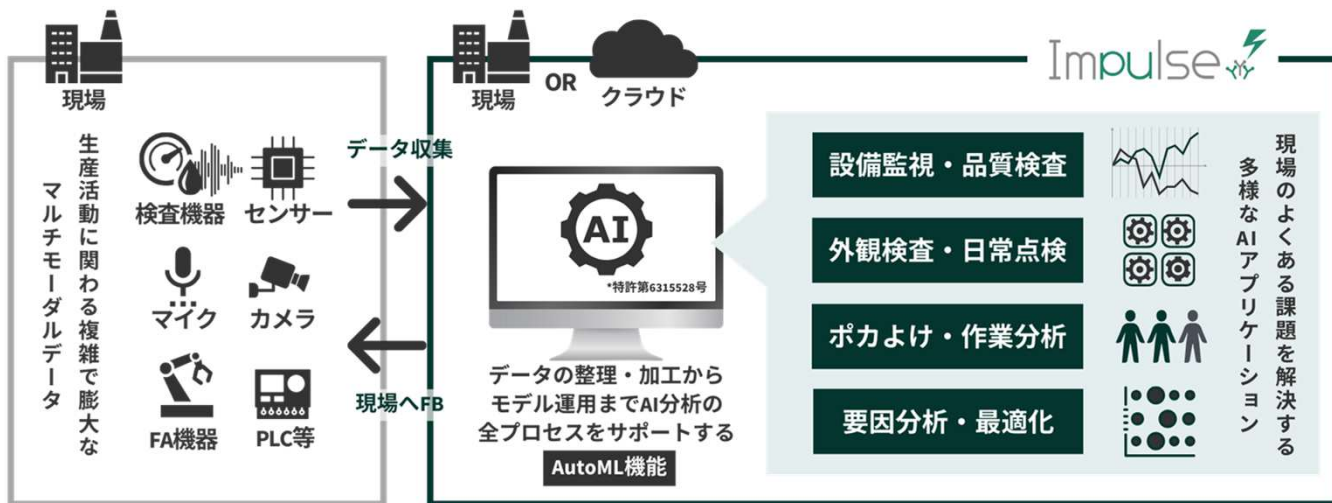 現場
生産活動に関わる複雑で膨大な
マルチモーダルデータ
検査機器
センサー
マイク
カメラ
FA機器
PLC等
データ収集
現場へFB
現場
OR
クラウド
Impulse
AI
*特許第6315528号
データの整理・加工から
モデル運用までAI分析の
全プロセスをサポートする
AutoML機能
設備監視・品質検査
外観検査・日常点検
ポカよけ・作業分析
要因分析・最適化
現場のよくある課題を解決する
多様なAIアプリケーション